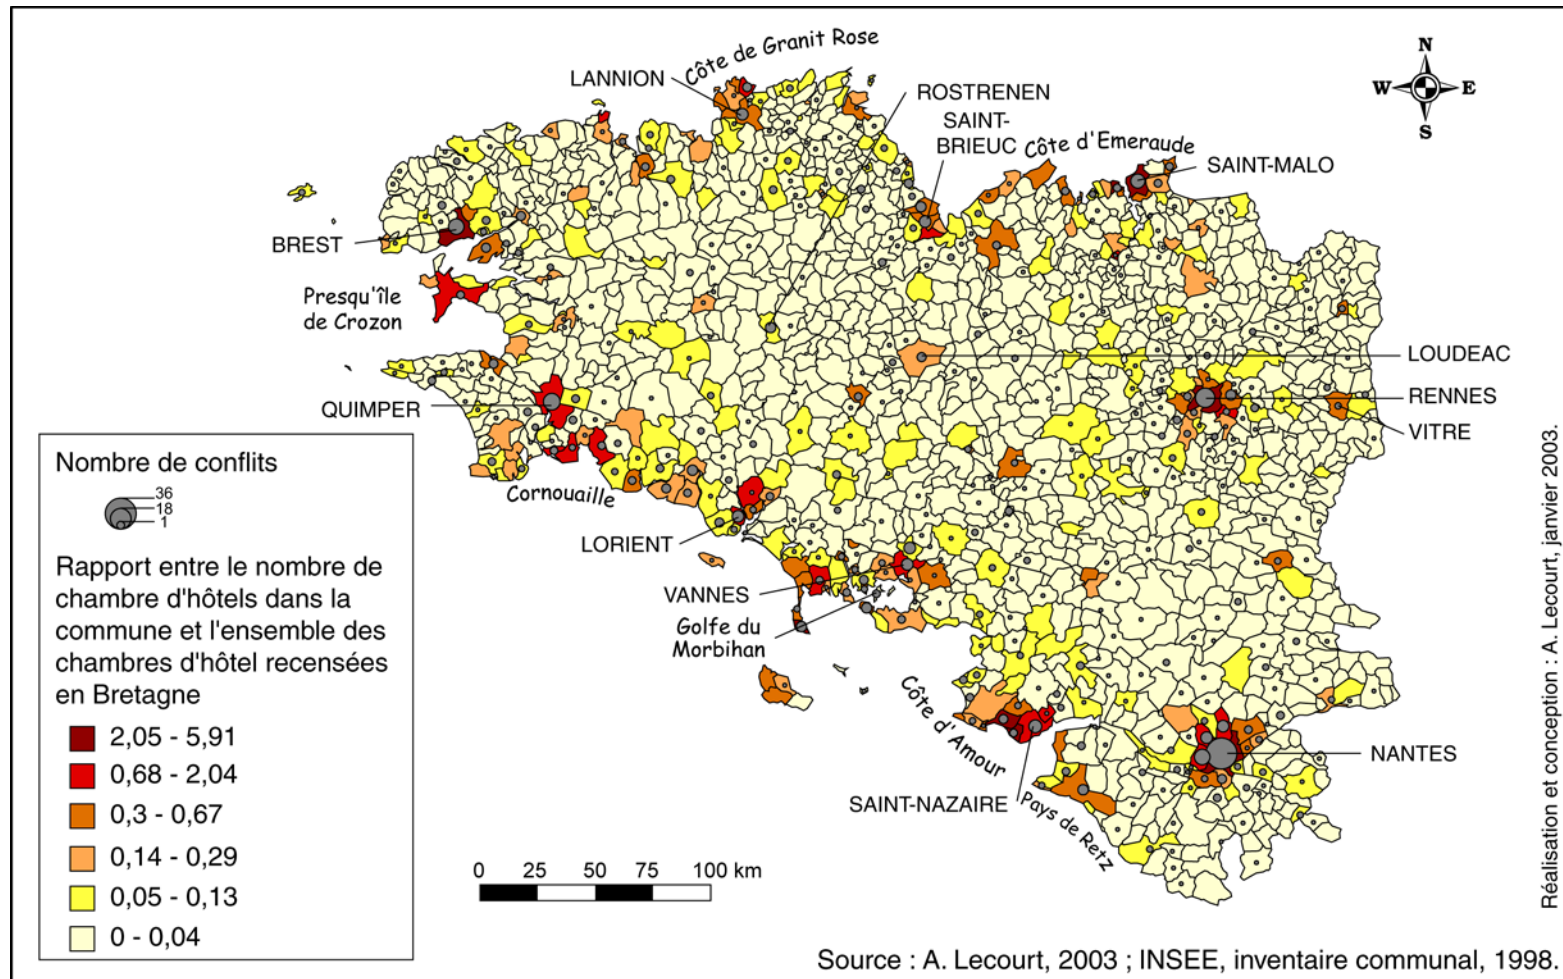 Côte de Granit Rose
LANNION
ROSTRENEN
SAINT-
BRIEUC
Côte d'Emeraude
SAINT-MALO
N
W
E
S
BREST
Presqu'île
de Crozon
LOUDEAC
RENNES
VITRE
QUIMPER
Cornouaille
LORIENT
VANNES
Golfe du
Morbihan
Côte d'Amour
SAINT-NAZAIRE
Pays de Retz
NANTES
Nombre de conflits
36
18
1
Rapport entre le nombre de
chambre d'hôtels dans la
commune et l'ensemble des
chambres d'hôtel recensées
en Bretagne
2,05 - 5,91
0,68 - 2,04
0,3 - 0,67
0,14 - 0,29
0,05 - 0,13
0 - 0,04
0 25 50 75 100 km
Réalisation et conception : A. Lecourt, janvier 2003.
Source : A. Lecourt, 2003 ; INSEE, inventaire communal, 1998.